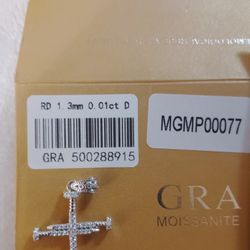 RD 1.3mm 0.01ct D
MGMP00077
GRA 500288915
GRA
MOISSANITE